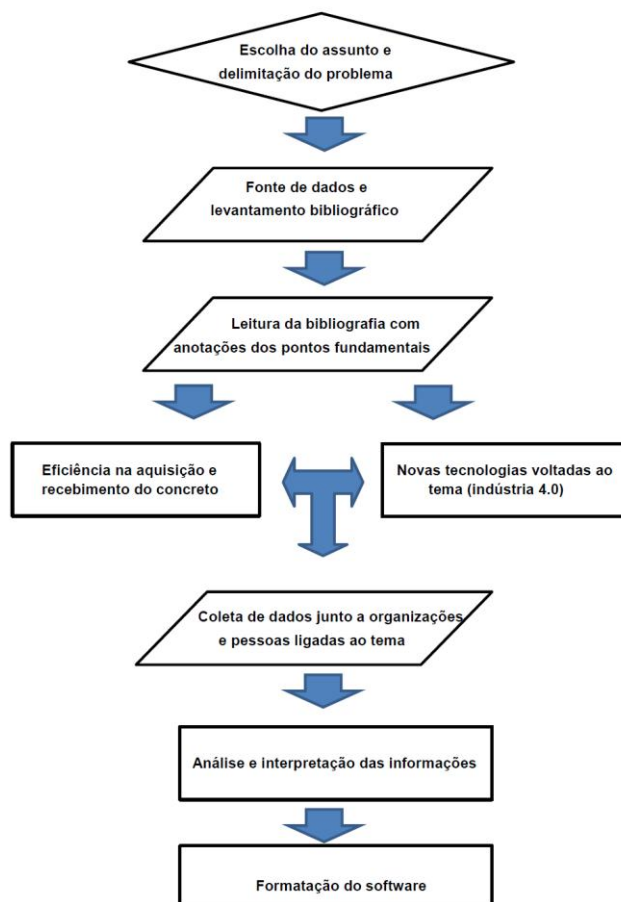 Escolha do assunto e
delimitação do problema
Fonte de dados e
levantamento bibliográfico
Leitura da bibliografia com
anotações dos pontos fundamentais
Eficiência na aquisição e
recebimento do concreto
Novas tecnologias voltadas ao
tema (indústria 4.0)
Coleta de dados junto a organizações
e pessoas ligadas ao tema
Análise e interpretação das informações
Formatação do software